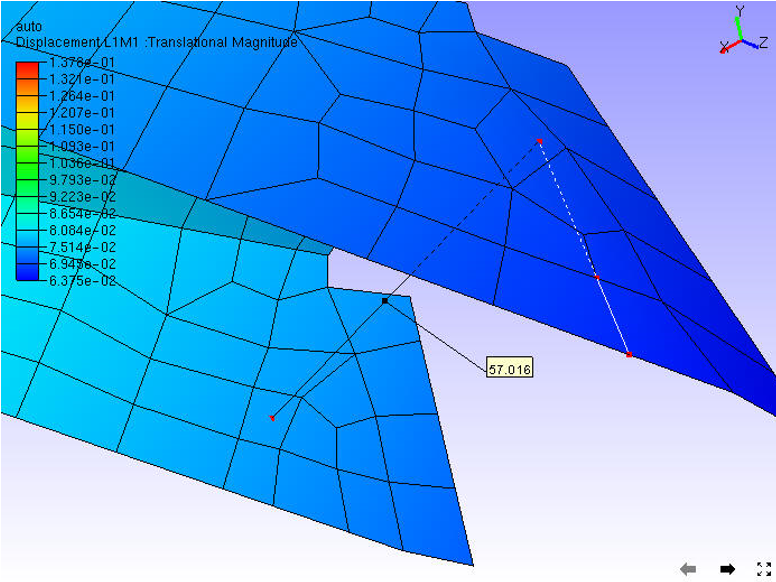 auto
Displacement L1M1 :Translational Magnitude
1.378e-01
1.321e-01
1.264e-01
1.207e-01
1.150e-01
1.093e-01
1.036e-01
9.793e-02
9.223e-02
8.654e-02
8.084e-02
7.514e-02
6.945e-02
6.375e-02
Y
X
Z
57.016